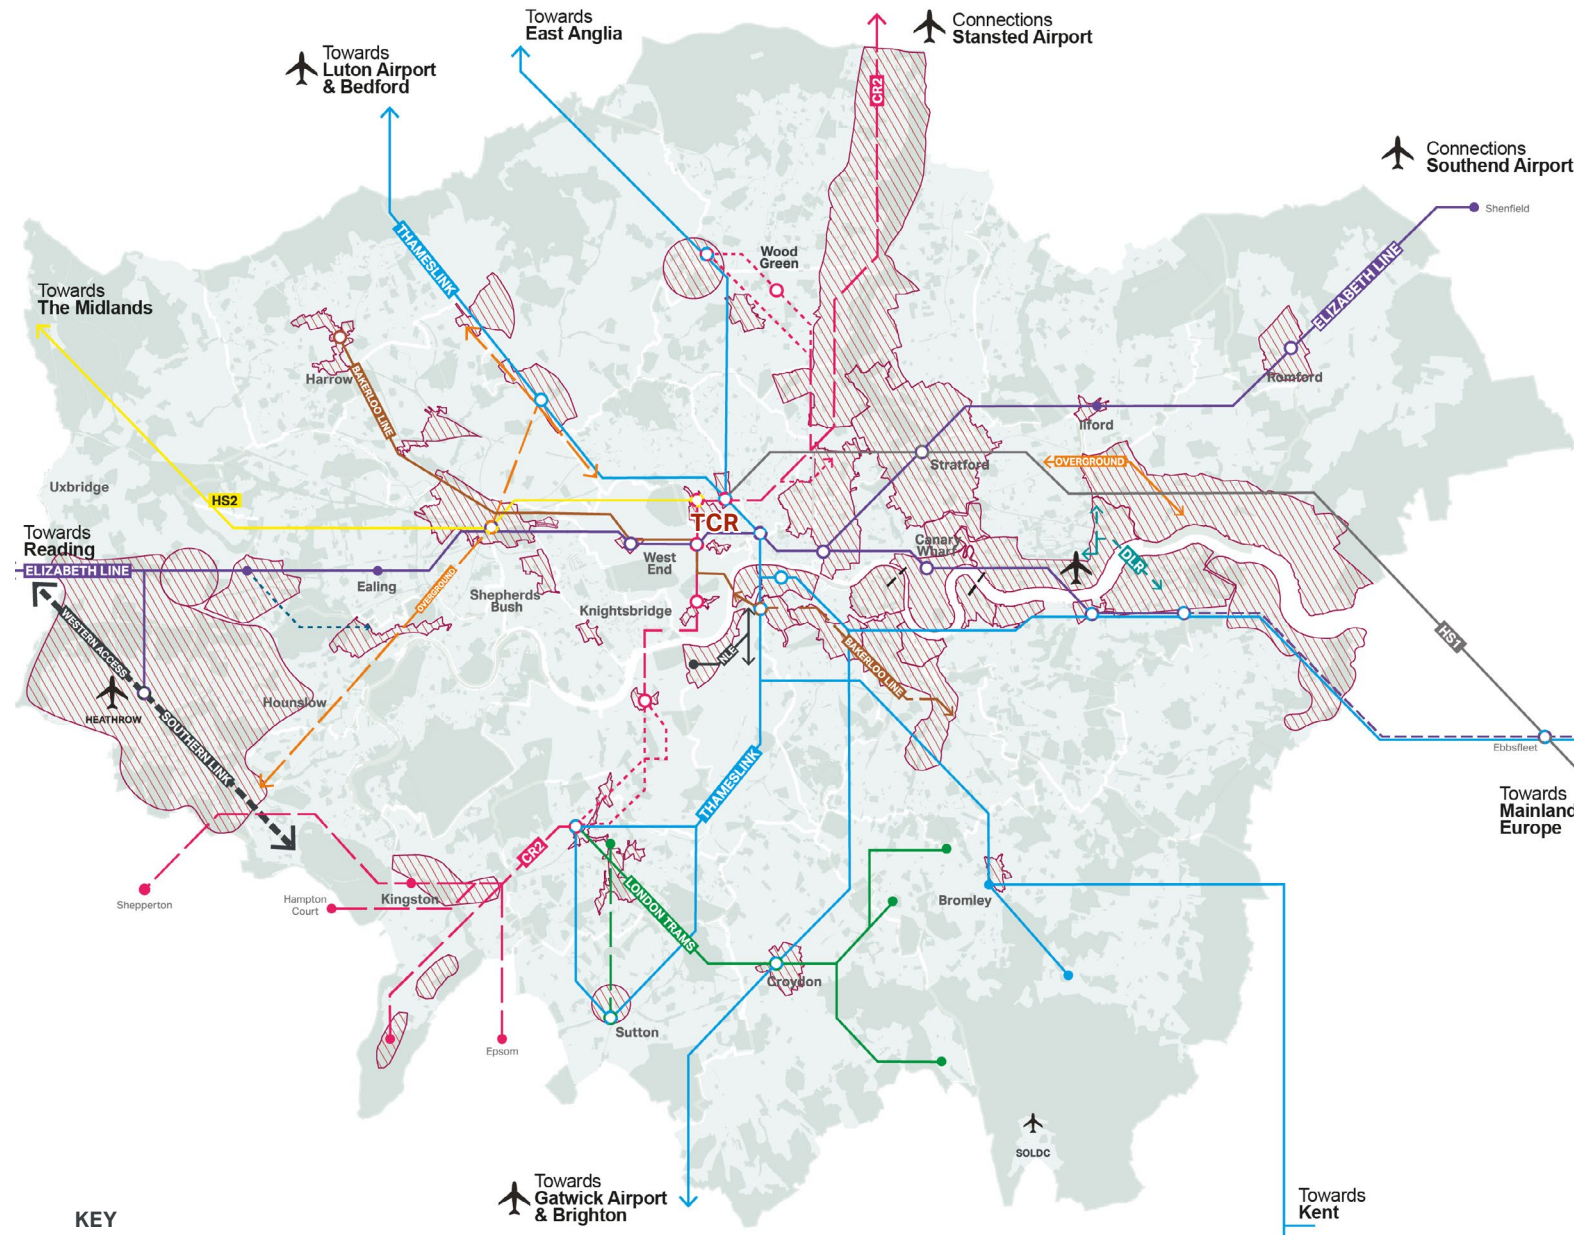 Towards
East Anglia
Connections
Stansted Airport
Towards
Luton Airport
& Bedford
CR2
Connections
Southend Airport
Shenfield
THAMESLINK
Wood
Green
ELIZABETH LINE
Towards
The Midlands
Harrow
BAKERLOO LINE
Romford
Ilford
Stratford
OVERGROUND
Uxbridge
HS2
TCR
Towards
Reading
ELIZABETH LINE
Ealing
West
End
Canary
Wharf
DLR
OVERGROUND
Shepherds
Bush
Knightsbridge
WESTERN ACCESS
HEATHROW
SOUTHERN LINK
Hounslow
NLE
BAKERLOO LINE
HS1
Ebbsfleet
THAMESLINK
Towards
Mainland
Europe
CR2
Shepperton
Hampton
Court
Kingston
LONDON TRAMS
Bromley
Croydon
Sutton
Epsom
SOLDC
Towards
Gatwick Airport
& Brighton
Towards
Kent
KEY